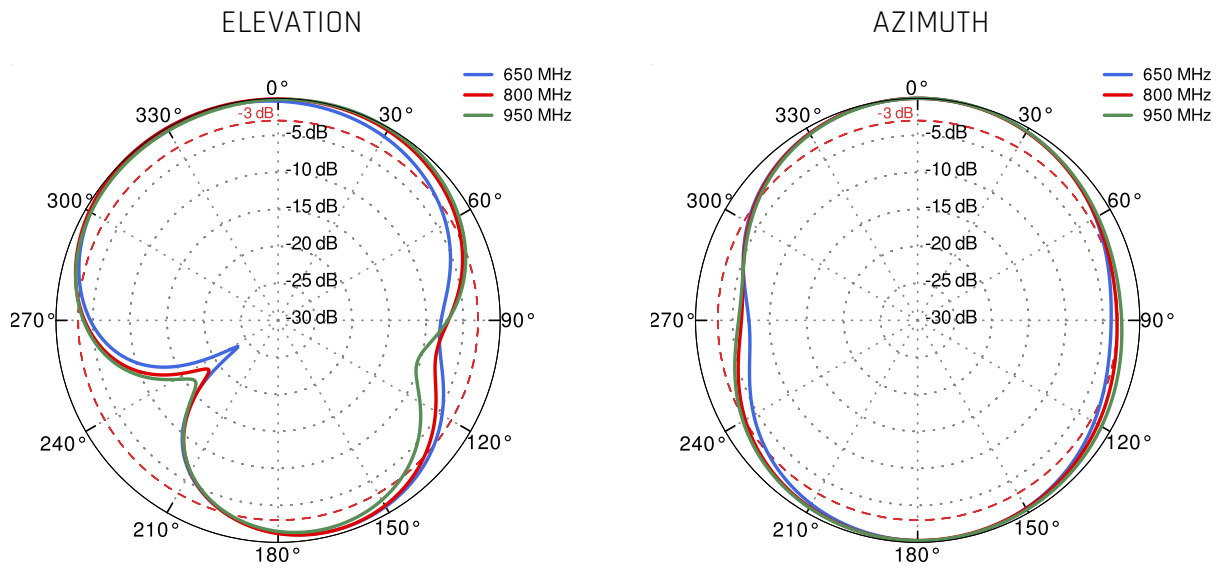 ELEVATION
650 MHz
800 MHz
950 MHz
0°
-3 dB
330°
30°
-5 dB
-10 dB
300°
60°
-15 dB
-20 dB
-25 dB
270°
-30 dB
90°
240°
120°
210°
150°
180°
AZIMUTH
650 MHz
800 MHz
950 MHz
0°
-3 dB
330°
30°
-5 dB
-10 dB
300°
60°
-15 dB
-20 dB
-25 dB
270°
-30 dB
90°
240°
120°
210°
150°
180°